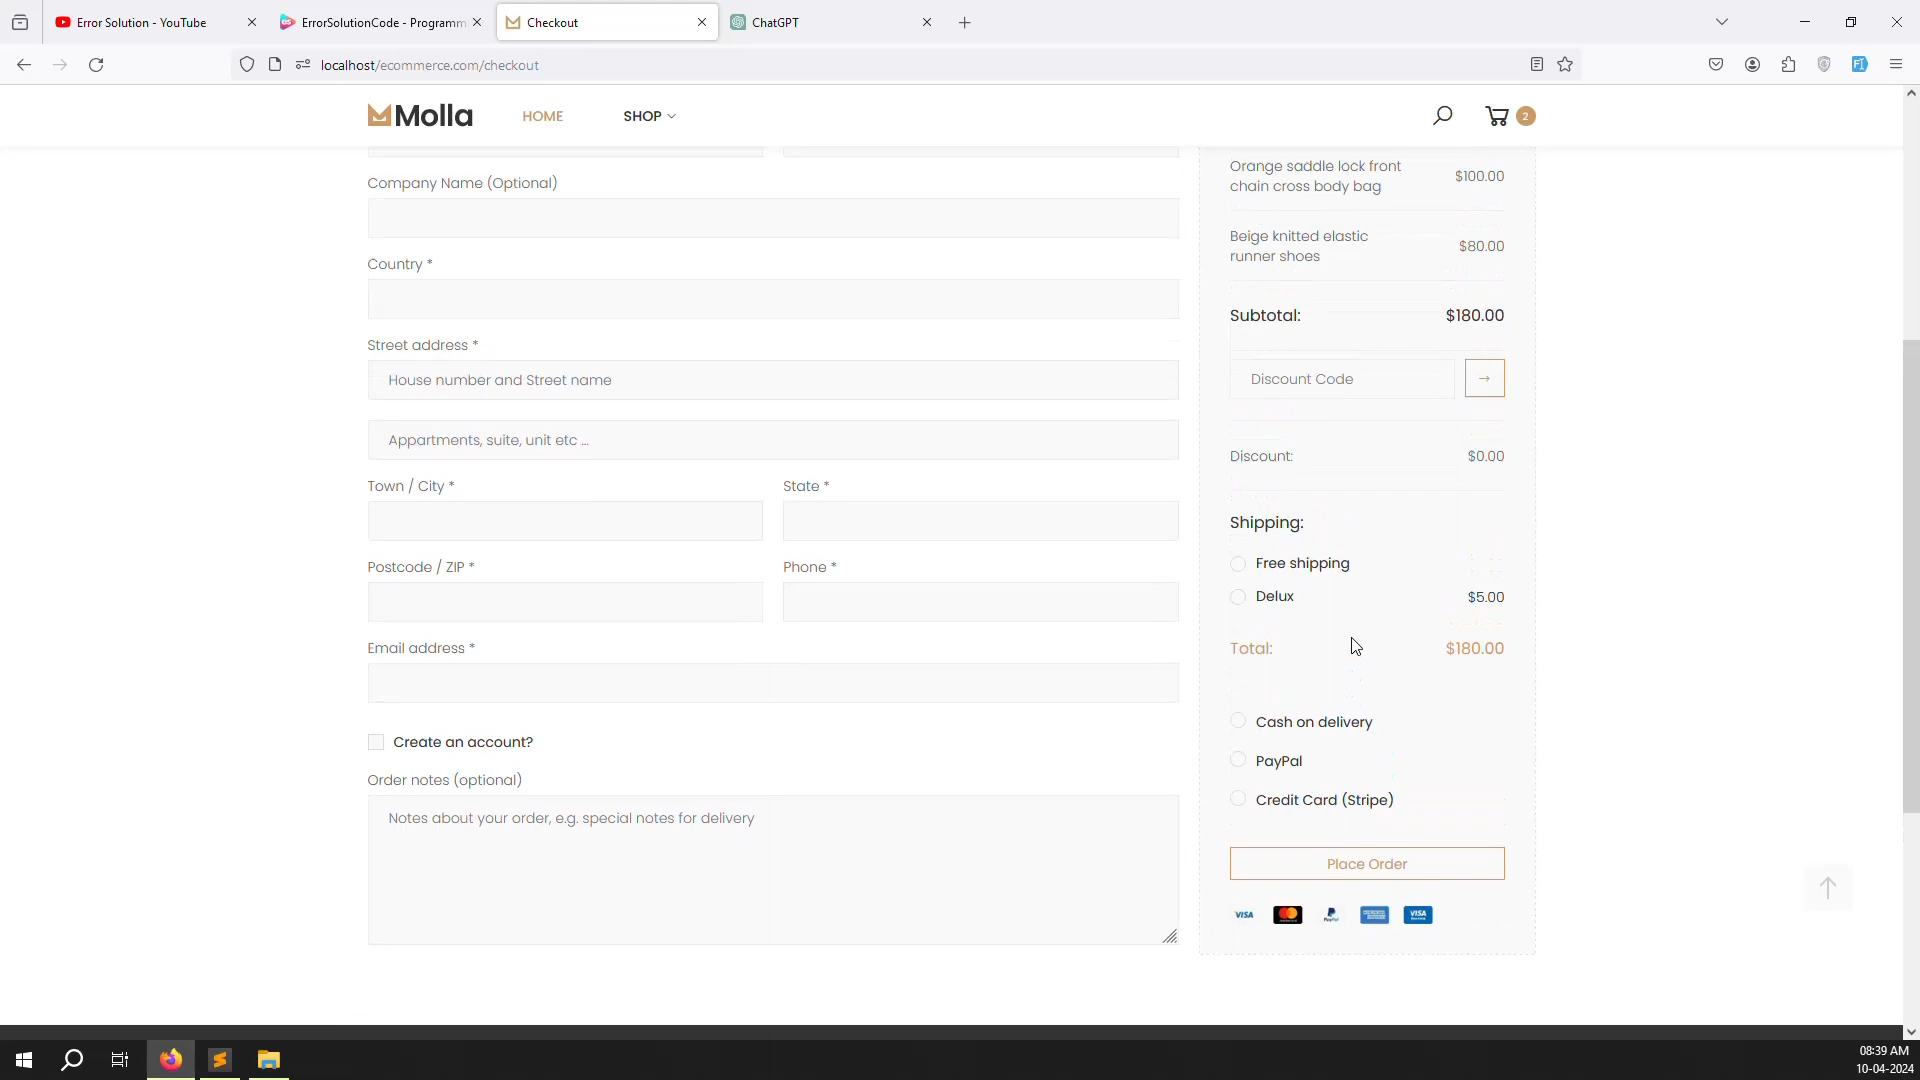 Error Solution - YouTube
ErrorSolutionCode - Programm
Checkout
ChatGPT
localhost/ecommerce.com/checkout
Molla
HOME
SHOP
2
Company Name (Optional)
Country *
Street address *
House number and Street name
Appartments, suite, unit etc ...
Town / City *
State *
Postcode / ZIP *
Phone *
Email address *
Create an account?
Order notes (optional)
Notes about your order, e.g. special notes for delivery
Orange saddle lock front
chain cross body bag
$100.00
Beige knitted elastic
runner shoes
$80.00
Subtotal:
$180.00
Discount Code
→
Discount:
$0.00
Shipping:
Free shipping
Delux
$5.00
Total:
$180.00
Cash on delivery
PayPal
Credit Card (Stripe)
Place Order
VISA
PayPal
VISA
08:39 AM
10-04-2024